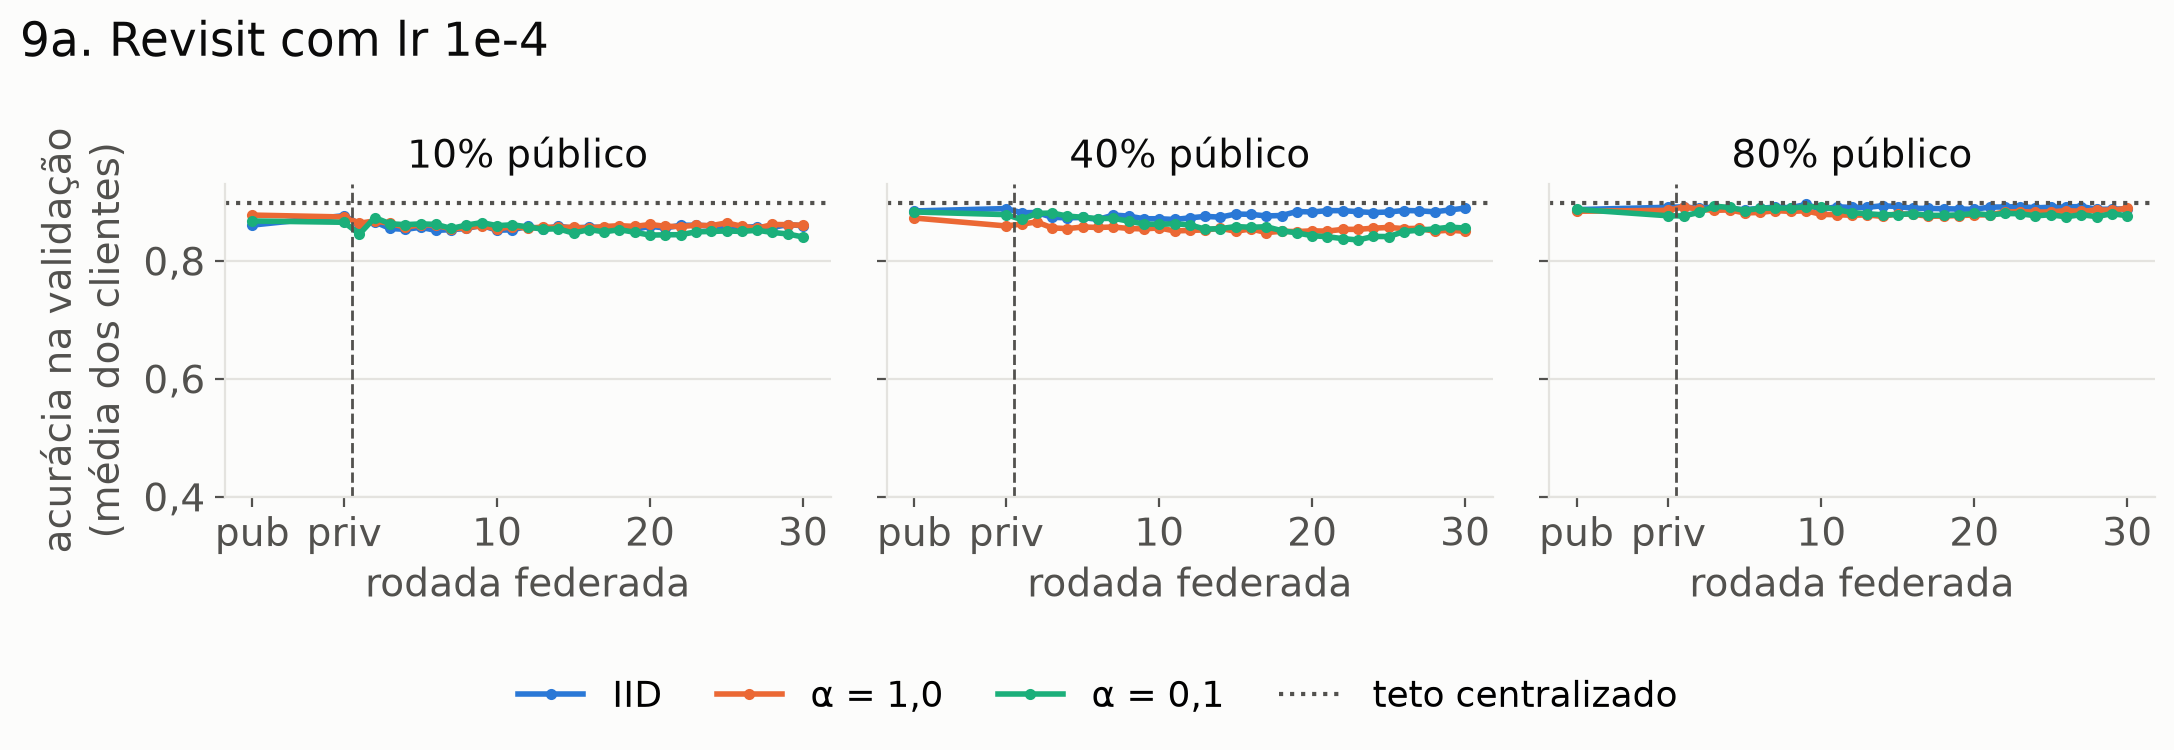 9a. Revisit com lr 1e-4
acurácia na validação
(média dos clientes)
10% público
40% público
80% público
0,8
0,6
0,4
pub priv 10 20 30
pub priv 10 20 30
pub priv 10 20 30
rodada federada
rodada federada
rodada federada
IID
α = 1,0
α = 0,1
teto centralizado